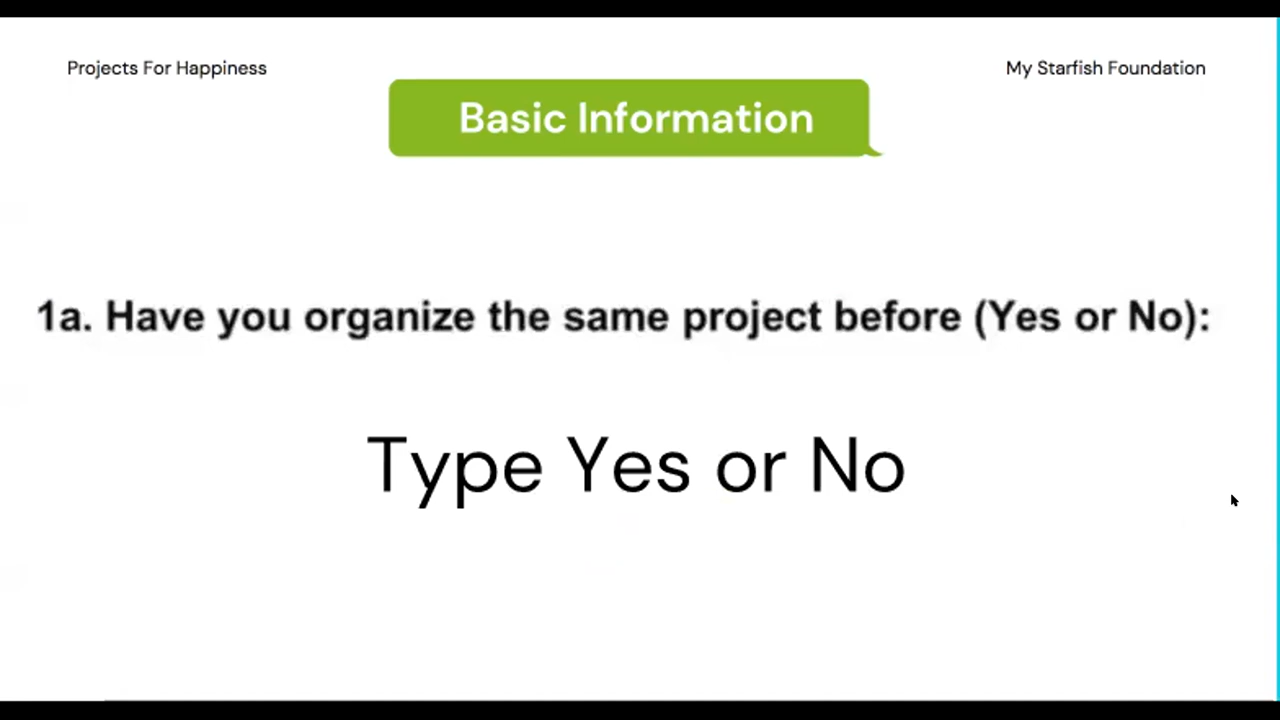 Projects For Happiness
My Starfish Foundation
Basic Information
1a. Have you organize the same project before (Yes or No):
Type Yes or No